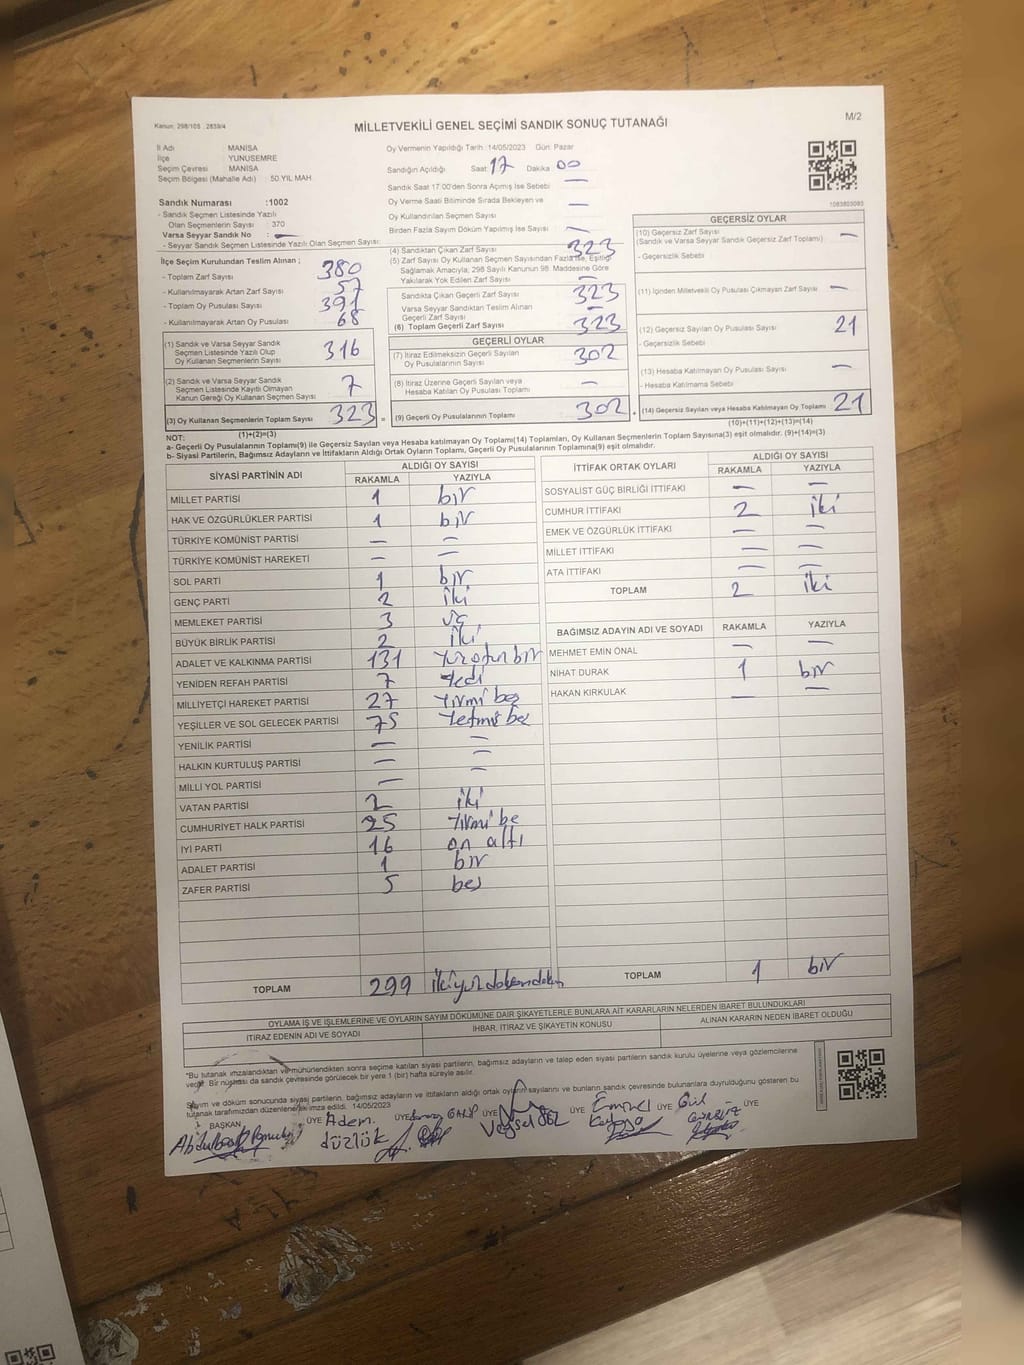 Kanun: 298/105 , 2839/4
MİLLETVEKİLİ GENEL SEÇİMİ SANDIK SONUÇ TUTANAĞI
M/2
İl Adı MANİSA
İlçe YUNUSEMRE
Seçim Çevresi MANİSA
Seçim Bölgesi (Mahalle Adı) 50.YIL MAH.
Sandık Numarası :1002
- Sandık Seçmen Listesinde Yazılı
Olan Seçmenlerin Sayısı : 370
Varsa Seyyar Sandık No : —
- Seyyar Sandık Seçmen Listesinde Yazılı Olan Seçmen Sayısı:
Oy Vermenin Yapıldığı Tarih :14/05/2023 Gün: Pazar
Sandığın Açıldığı Saat: 17 Dakika 00
Sandık Saat 17.00'den Sonra Açımış İse Sebebi —
Oy Verme Saati Bitiminde Sırada Bekleyen ve
Oy Kullandırılan Seçmen Sayısı —
Birden Fazla Sayım Döküm Yapılmış İse Sayısı —
1083803093
İlçe Seçim Kurulundan Teslim Alınan ;
- Toplam Zarf Sayısı 380
- Kullanılmayarak Artan Zarf Sayısı 57
- Toplam Oy Pusulası Sayısı 391
- Kullanılmayarak Artan Oy Pusulası 68
(1) Sandık ve Varsa Seyyar Sandık
Seçmen Listesinde Yazılı Olup
Oy Kullanan Seçmenlerin Sayısı 316
(2) Sandık ve Varsa Seyyar Sandık
Seçmen Listesinde Kayıtlı Olmayan
Kanun Gereği Oy Kullanan Seçmen Sayısı 7
(3) Oy Kullanan Seçmenlerin Toplam Sayısı 323 =
(1)+(2)=(3)
(4) Sandıktan Çıkan Zarf Sayısı 323
(5) Zarf Sayısı Oy Kullanan Seçmen Sayısından Fazla İse, Eşitliği
Sağlamak Amacıyla; 298 Sayılı Kanunun 98. Maddesine Göre
Yakılarak Yok Edilen Zarf Sayısı —
Sandıkta Çıkan Geçerli Zarf Sayısı 323
Varsa Seyyar Sandıktan Teslim Alınan
Geçerli Zarf Sayısı —
(6) Toplam Geçerli Zarf Sayısı 323
GEÇERLİ OYLAR
(7) İtiraz Edilmeksizin Geçerli Sayılan
Oy Pusulalarının Sayısı 302
(8) İtiraz Üzerine Geçerli Sayılan veya
Hesaba Katılan Oy Pusulası Toplamı —
(9) Geçerli Oy Pusulalarının Toplamı 302 +
GEÇERSİZ OYLAR
(10) Geçersiz Zarf Sayısı —
(Sandık ve Varsa Seyyar Sandık Geçersiz Zarf Toplamı)
- Geçersizlik Sebebi
(11) İçinden Milletvekili Oy Pusulası Çıkmayan Zarf Sayısı —
(12) Geçersiz Sayılan Oy Pusulası Sayısı 21
- Geçersizlik Sebebi
(13) Hesaba Katılmayan Oy Pusulası Sayısı —
- Hesaba Katılmama Sebebi
(14) Geçersiz Sayılan veya Hesaba Katılmayan Oy Toplamı 21
(10)+(11)+(12)+(13)=(14)
NOT:
a- Geçerli Oy Pusulalarının Toplamı(9) ile Geçersiz Sayılan veya Hesaba katılmayan Oy Toplamı(14) Toplamları, Oy Kullanan Seçmenlerin Toplam Sayısına(3) eşit olmalıdır. (9)+(14)=(3)
b- Siyasi Partilerin, Bağımsız Adayların ve İttifakların Aldığı Ortak Oyların Toplamı, Geçerli Oy Pusulalarının Toplamına(9) eşit olmalıdır.
SİYASİ PARTİNİN ADI ALDIĞI OY SAYISI
RAKAMLA YAZIYLA
MİLLET PARTİSİ 1 bir
HAK VE ÖZGÜRLÜKLER PARTİSİ 1 bir
TÜRKİYE KOMÜNİST PARTİSİ — —
TÜRKİYE KOMÜNİST HAREKETİ — —
SOL PARTİ 1 bir
GENÇ PARTİ 2 iki
MEMLEKET PARTİSİ 3 üç
BÜYÜK BİRLİK PARTİSİ 2 iki
ADALET VE KALKINMA PARTİSİ 131 Yüz otuz bir
YENİDEN REFAH PARTİSİ 7 Yedi
MİLLİYETÇİ HAREKET PARTİSİ 27 Yirmi beş
YEŞİLLER VE SOL GELECEK PARTİSİ 75 Yetmiş beş
YENİLİK PARTİSİ — —
HALKIN KURTULUŞ PARTİSİ — —
MİLLİ YOL PARTİSİ — —
VATAN PARTİSİ 2 iki
CUMHURİYET HALK PARTİSİ 25 Yirmi be
İYİ PARTİ 16 on altı
ADALET PARTİSİ 1 bir
ZAFER PARTİSİ 5 beş
TOPLAM 299 ikiyüz doksan dokuz
İTTİFAK ORTAK OYLARI ALDIĞI OY SAYISI
RAKAMLA YAZIYLA
SOSYALİST GÜÇ BİRLİĞİ İTTİFAKI — —
CUMHUR İTTİFAKI 2 iki
EMEK VE ÖZGÜRLÜK İTTİFAKI — —
MİLLET İTTİFAKI — —
ATA İTTİFAKI — —
TOPLAM 2 iki
BAĞIMSIZ ADAYIN ADI VE SOYADI RAKAMLA YAZIYLA
MEHMET EMİN ÖNAL — —
NİHAT DURAK 1 bir
HAKAN KIRKULAK — —
TOPLAM 1 bir
OYLAMA İŞ VE İŞLEMLERİNE VE OYLARIN SAYIM DÖKÜMÜNE DAİR ŞİKAYETLERLE BUNLARA AİT KARARLARIN NELERDEN İBARET BULUNDUKLARI
İTİRAZ EDENİN ADI VE SOYADI İHBAR, İTİRAZ VE ŞİKAYETİN KONUSU ALINAN KARARIN NEDEN İBARET OLDUĞU
*Bu tutanak imzalandıktan ve mühürlendikten sonra seçime katılan siyasi partilerin, bağımsız adayların ve talep eden siyasi partilerin sandık kurulu üyelerine veya gözlemcilerine
verilir. Bir nüshası da sandık çevresinde görülecek bir yere 1 (bir) hafta süreyle asılır.
Sayım ve döküm sonucunda siyasi partilerin, bağımsız adayların ve ittifakların aldığı ortak oyların sayılarını ve bunların sandık çevresinde bulunanlara duyrulduğunu gösteren bu
tutanak tarafımızdan düzenlenerek imza edildi. 14/05/2023
BAŞKAN ÜYE ÜYE ÜYE ÜYE ÜYE ÜYE
Adem düzlük
Veysel ÖZ
Emine
Gül